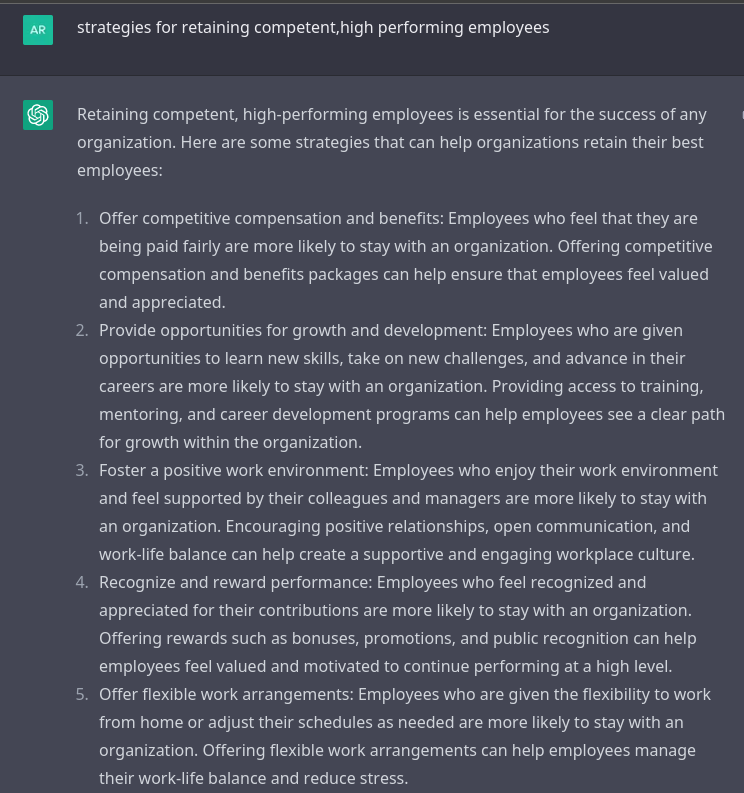 AR
strategies for retaining competent,high performing employees
Retaining competent, high-performing employees is essential for the success of any
organization. Here are some strategies that can help organizations retain their best
employees:
1. Offer competitive compensation and benefits: Employees who feel that they are
being paid fairly are more likely to stay with an organization. Offering competitive
compensation and benefits packages can help ensure that employees feel valued
and appreciated.
2. Provide opportunities for growth and development: Employees who are given
opportunities to learn new skills, take on new challenges, and advance in their
careers are more likely to stay with an organization. Providing access to training,
mentoring, and career development programs can help employees see a clear path
for growth within the organization.
3. Foster a positive work environment: Employees who enjoy their work environment
and feel supported by their colleagues and managers are more likely to stay with
an organization. Encouraging positive relationships, open communication, and
work-life balance can help create a supportive and engaging workplace culture.
4. Recognize and reward performance: Employees who feel recognized and
appreciated for their contributions are more likely to stay with an organization.
Offering rewards such as bonuses, promotions, and public recognition can help
employees feel valued and motivated to continue performing at a high level.
5. Offer flexible work arrangements: Employees who are given the flexibility to work
from home or adjust their schedules as needed are more likely to stay with an
organization. Offering flexible work arrangements can help employees manage
their work-life balance and reduce stress.